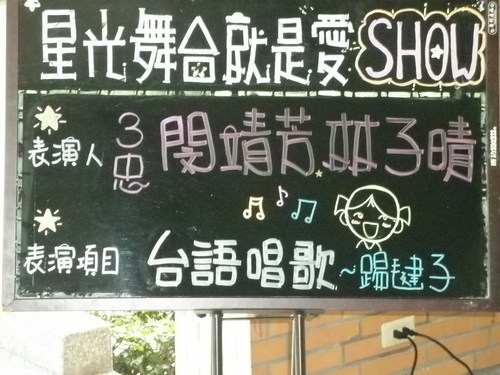 星光舞台就是愛SHOW
表演人 3忠 閔靖芳林子晴
表演項目 台語唱歌~踢毽子